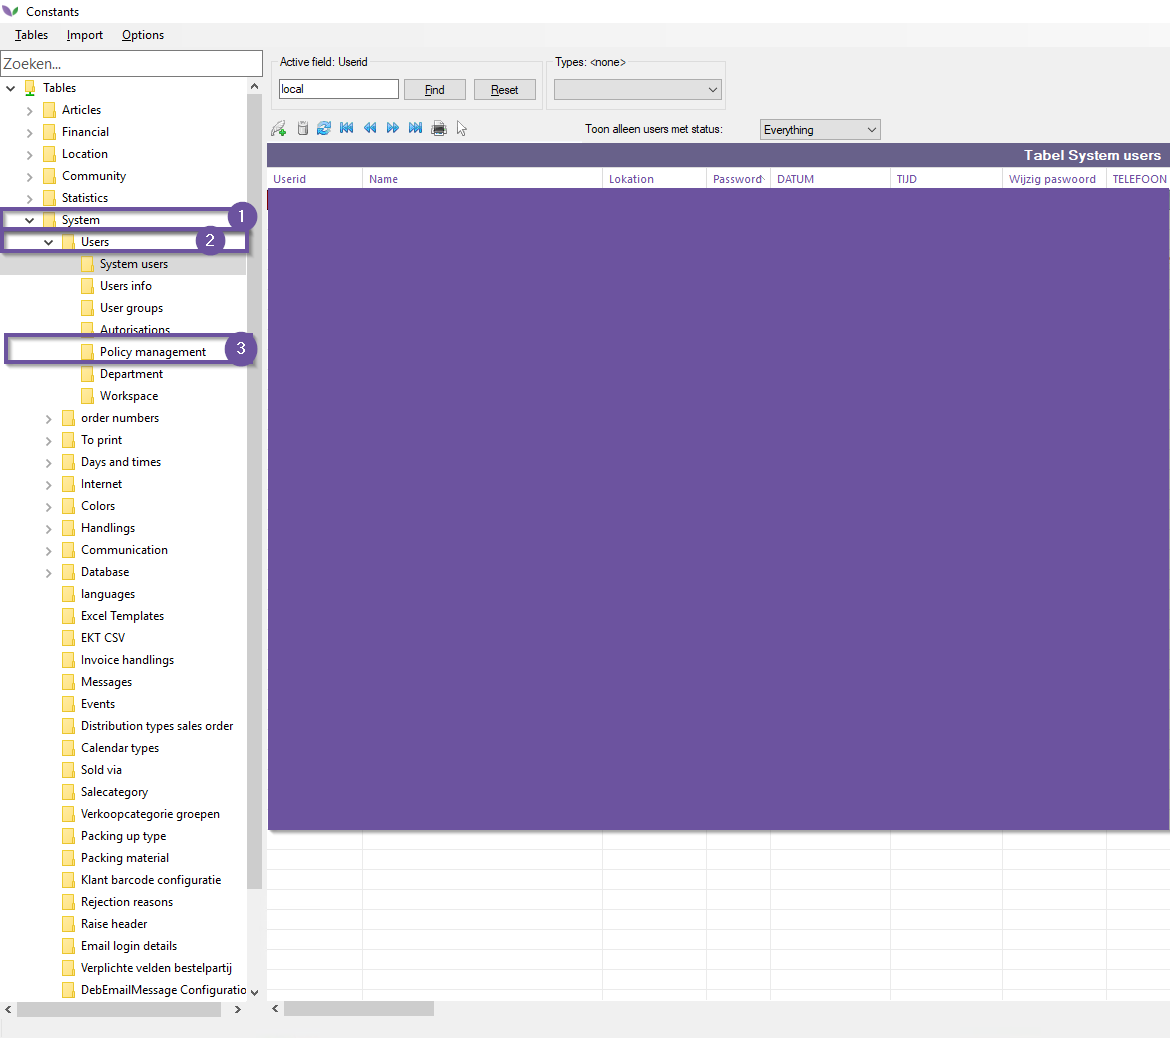 Constants
Tables Import Options
Zoeken...
Tables
Articles
Financial
Location
Community
Statistics
System 1
Users 2
System users
Users info
User groups
Autorisations
Policy management 3
Department
Workspace
order numbers
To print
Days and times
Internet
Colors
Handlings
Communication
Database
languages
Excel Templates
EKT CSV
Invoice handlings
Messages
Events
Distribution types sales order
Calendar types
Sold via
Salecategory
Verkoopcategorie groepen
Packing up type
Packing material
Klant barcode configuratie
Rejection reasons
Raise header
Email login details
Verplichte velden bestelpartij
DebEmailMessage Configuratio
Active field: Userid
local Find Reset
Types: <none>
Toon alleen users met status: Everything
Tabel System users
Userid Name Lokation Password DATUM TIJD Wijzig paswoord TELEFOON